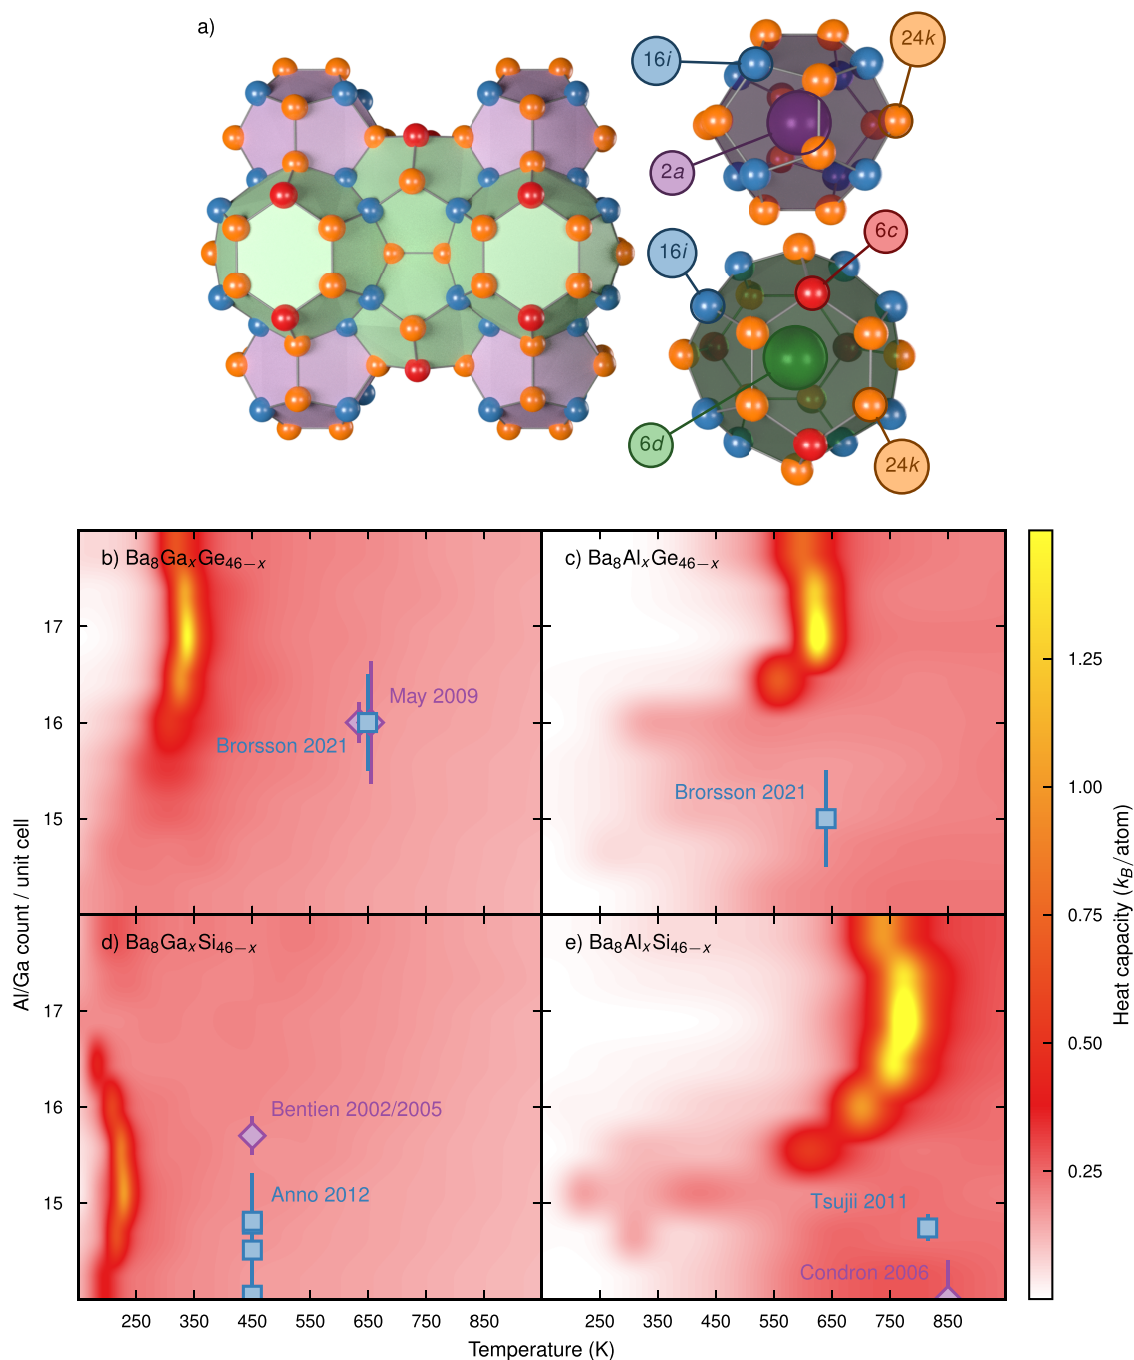 a)
16i
24k
2a
6c
16i
6d
24k
b) Ba₈GaₓGe₄₆₋ₓ
c) Ba₈AlₓGe₄₆₋ₓ
May 2009
Brorsson 2021
Brorsson 2021
17
16
15
d) Ba₈GaₓSi₄₆₋ₓ
e) Ba₈AlₓSi₄₆₋ₓ
Bentien 2002/2005
Anno 2012
Tsujii 2011
Condron 2006
17
16
15
Al/Ga count / unit cell
250 350 450 550 650 750 850
250 350 450 550 650 750 850
Temperature (K)
1.25
1.00
0.75
0.50
0.25
Heat capacity (k_B/atom)